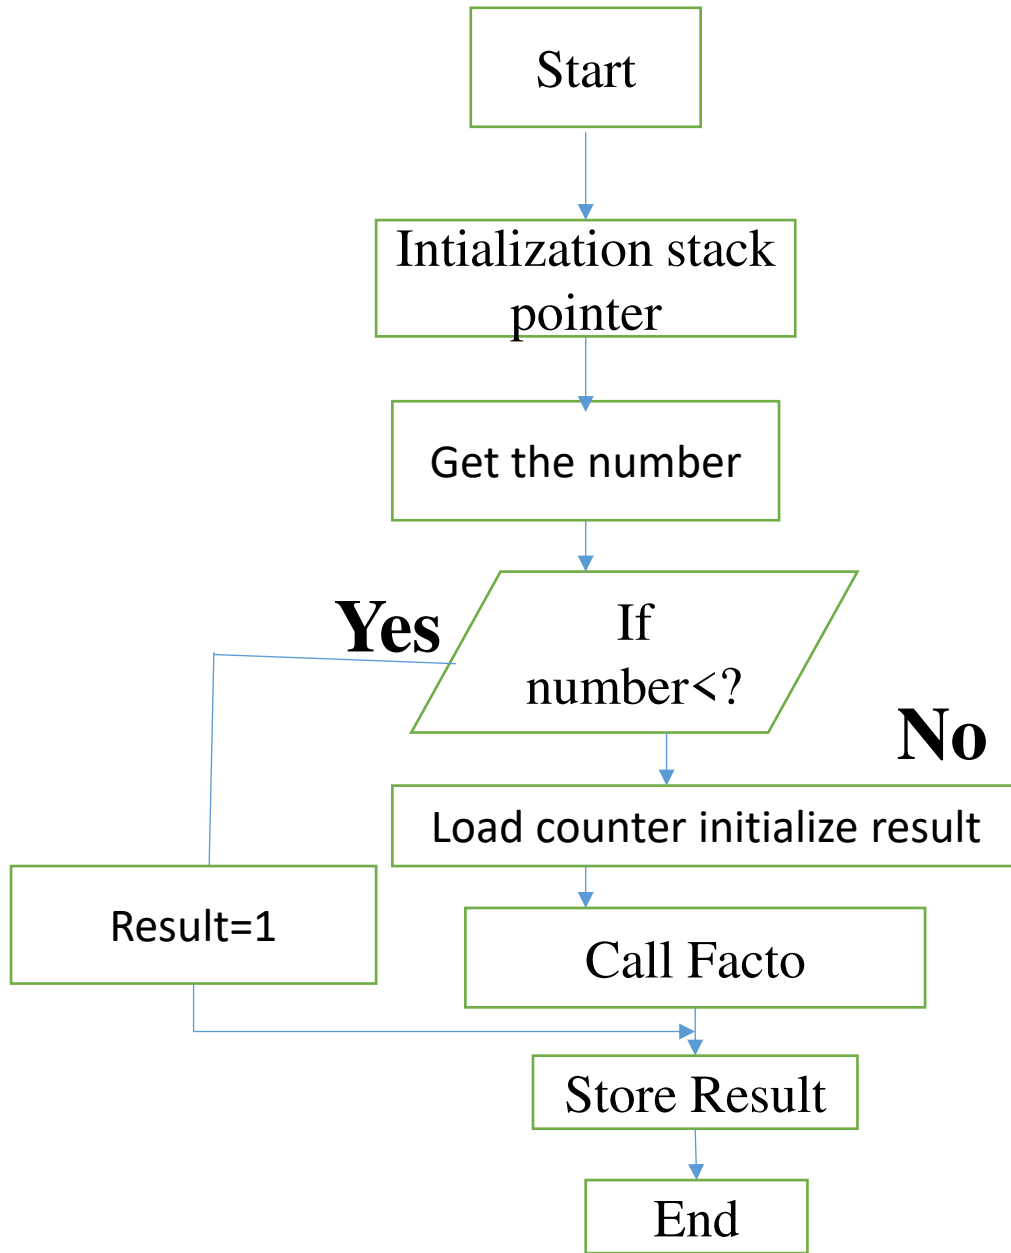 Start
Intialization stack
pointer
Get the number
Yes
If
number<?
No
Load counter initialize result
Result=1
Call Facto
Store Result
End